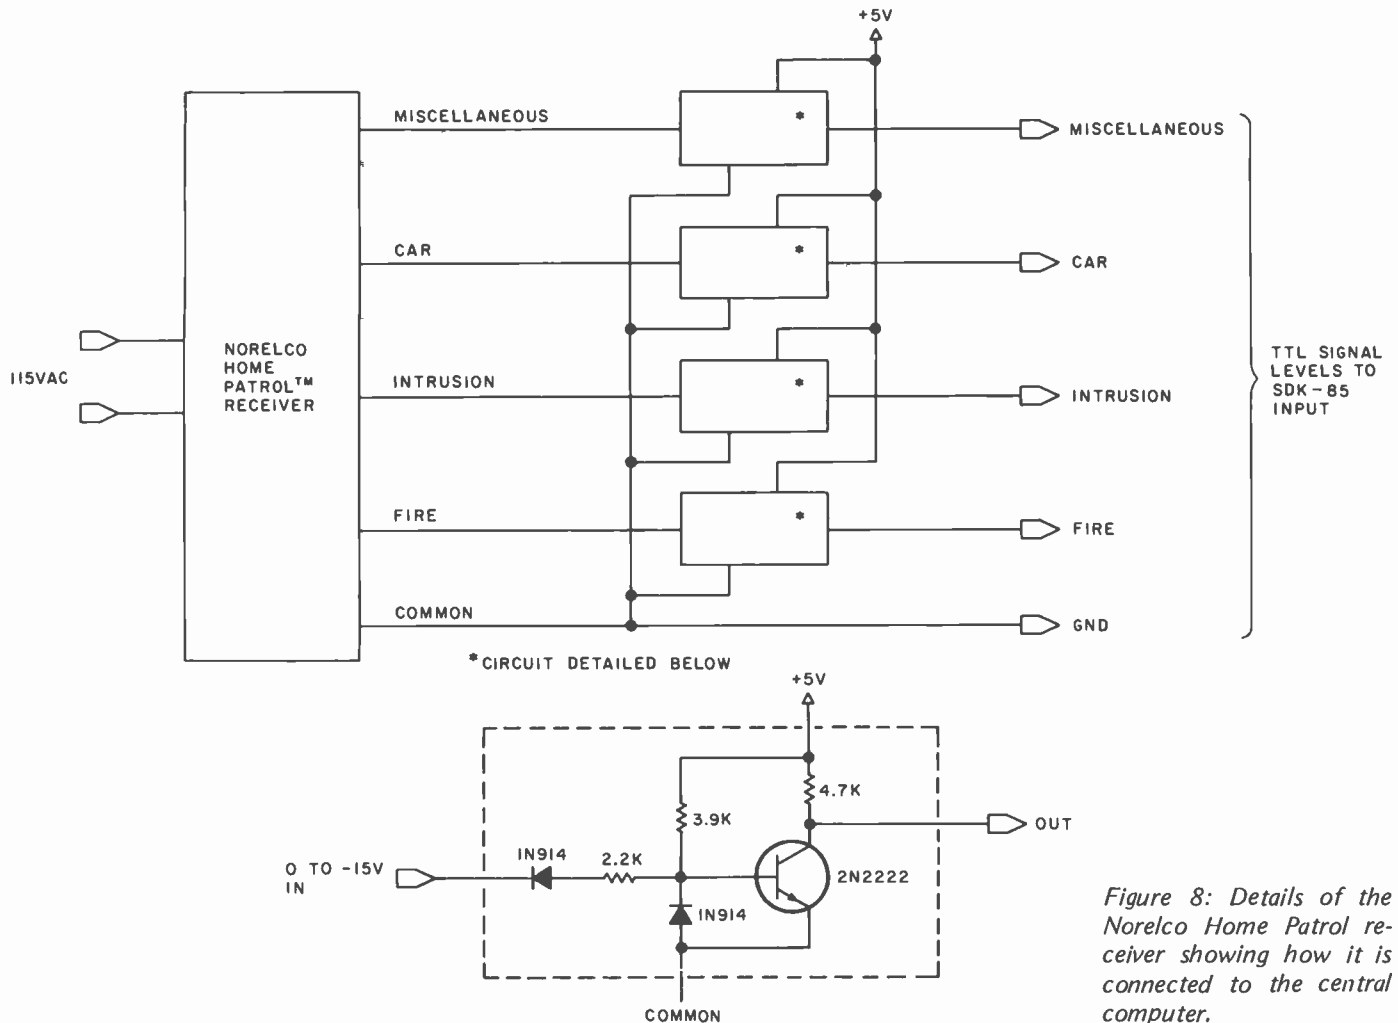 +5V
MISCELLANEOUS
*
MISCELLANEOUS
CAR
*
CAR
115VAC
NORELCO
HOME
PATROL™
RECEIVER
INTRUSION
*
INTRUSION
TTL SIGNAL
LEVELS TO
SDK-85
INPUT
FIRE
*
FIRE
COMMON
GND
*CIRCUIT DETAILED BELOW
+5V
4.7K
3.9K
OUT
0 TO -15V
IN
1N914
2.2K
2N2222
1N914
COMMON
Figure 8: Details of the
Norelco Home Patrol re-
ceiver showing how it is
connected to the central
computer.